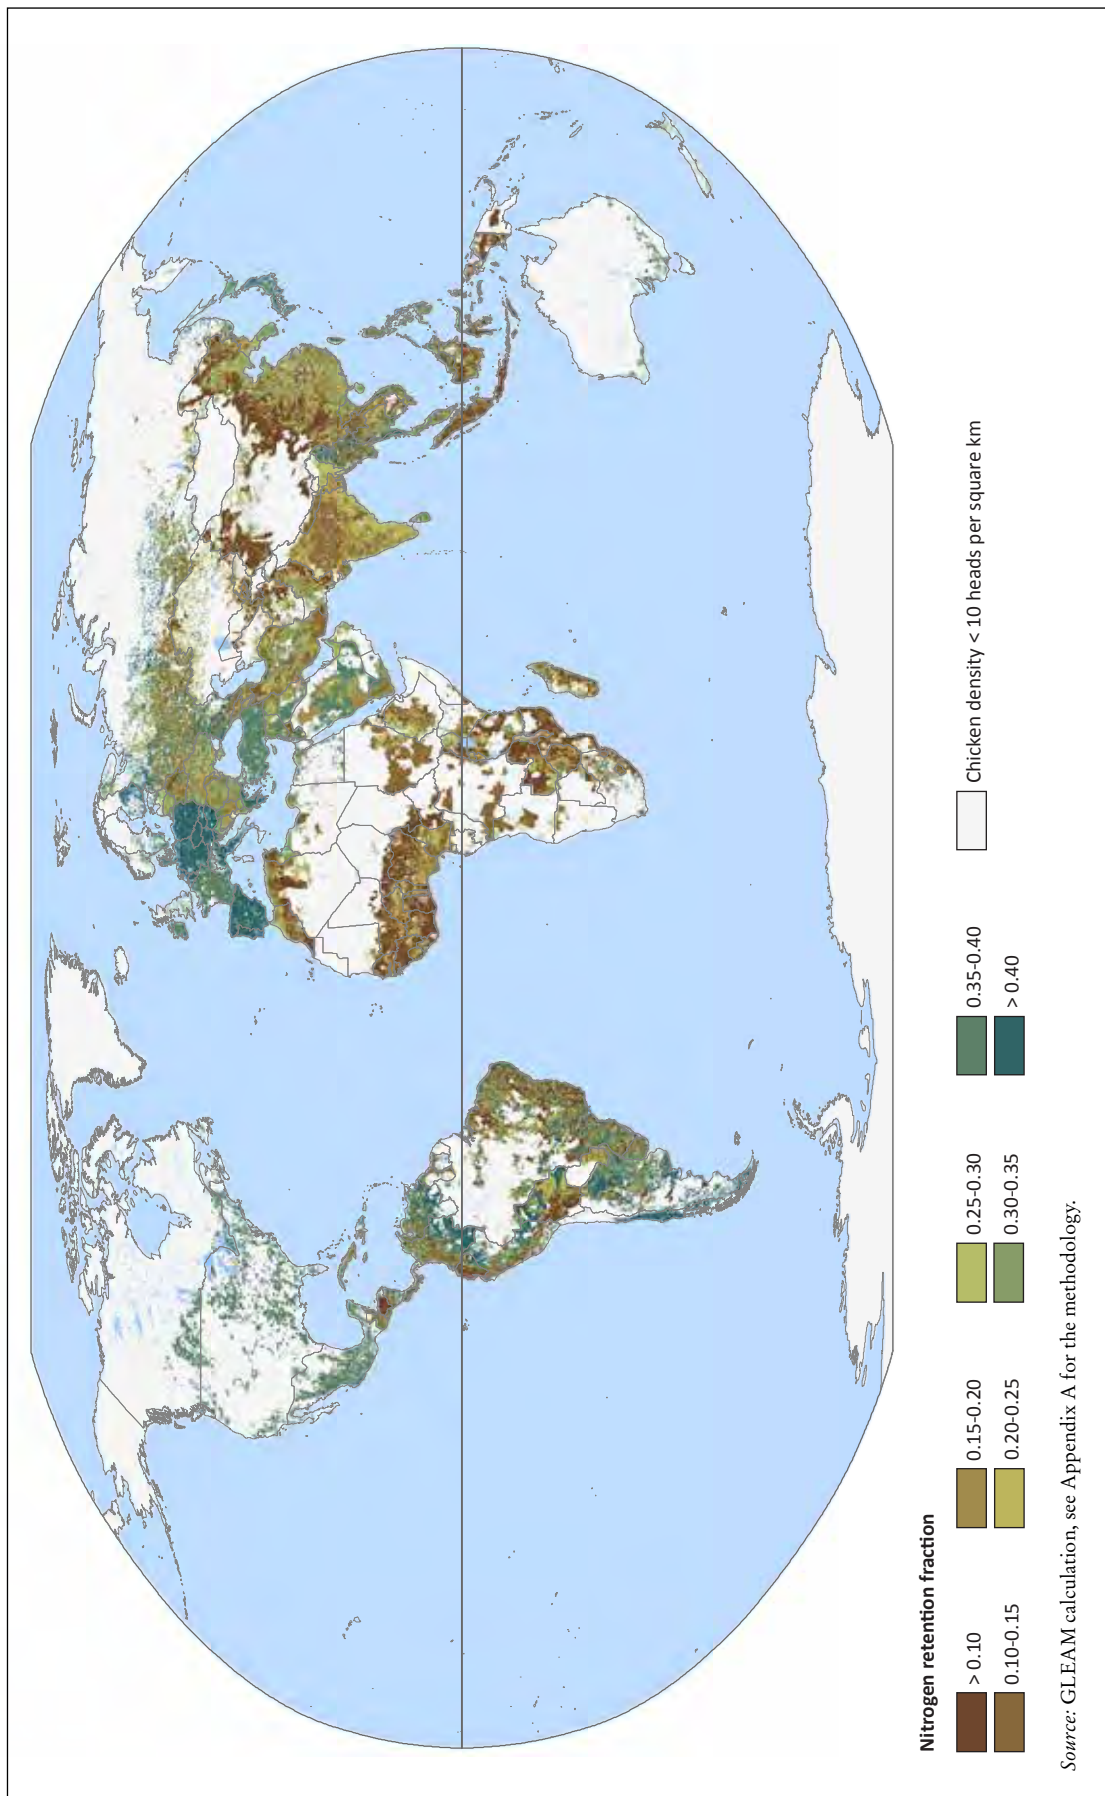 Nitrogen retention fraction
> 0.10
0.10-0.15
0.15-0.20
0.20-0.25
0.25-0.30
0.30-0.35
0.35-0.40
> 0.40
Chicken density < 10 heads per square km
Source: GLEAM calculation, see Appendix A for the methodology.